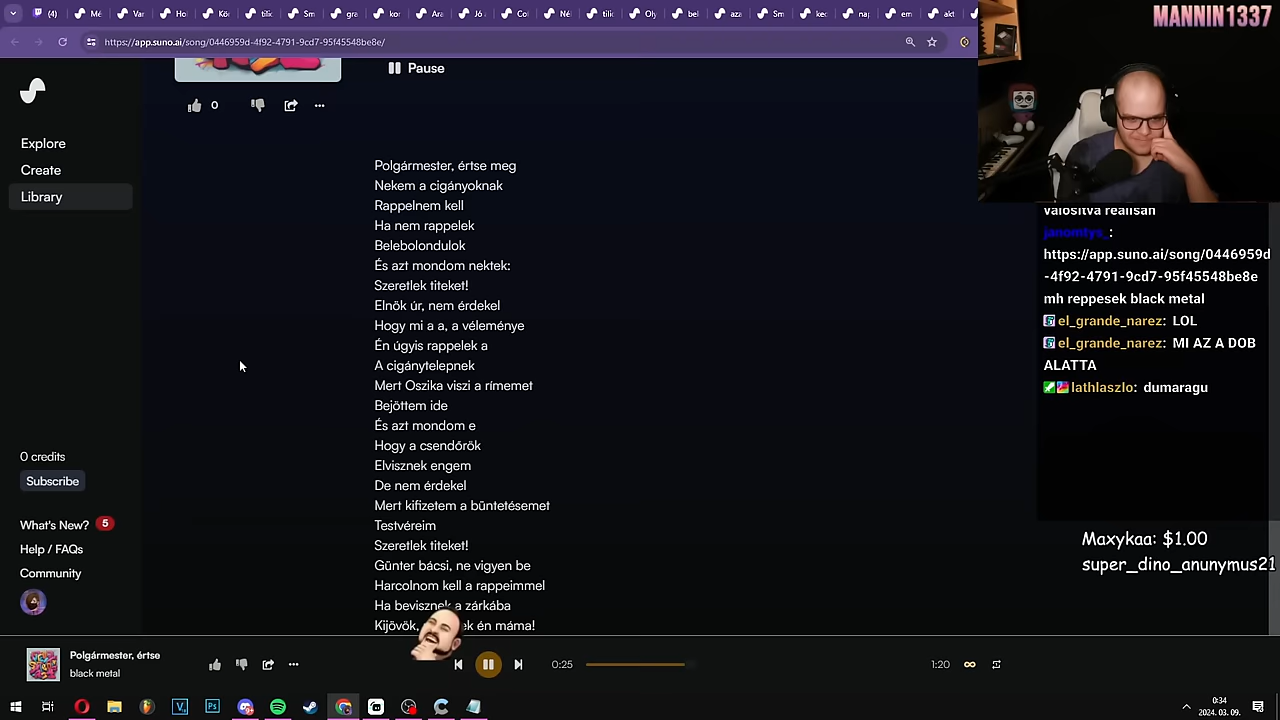 (4)
MANNIN1337
https://app.suno.ai/song/0446959d-4f92-4791-9cd7-95f45548be8e/
Pause
0
Explore
Create
Library
Polgármester, értse meg
Nekem a cigányoknak
Rappelnem kell
Ha nem rappelek
Belebolondulok
És azt mondom nektek:
Szeretlek titeket!
Elnök úr, nem érdekel
Hogy mi a a, a véleménye
Én úgyis rappelek a
A cigánytelepnek
Mert Oszika viszi a rímemet
Bejöttem ide
És azt mondom e
Hogy a csendőrök
Elvisznek engem
De nem érdekel
Mert kifizetem a büntetésemet
Testvéreim
Szeretlek titeket!
Günter bácsi, ne vigyen be
Harcolnom kell a rappeimmel
Ha bevisznek a zárkába
Kijövök, ek én máma!
0 credits
Subscribe
What's New? 5
Help / FAQs
Community
valósítva reálisan
janomtys_:
https://app.suno.ai/song/0446959d
-4f92-4791-9cd7-95f45548be8e
mh reppesek black metal
el_grande_narez: LOL
el_grande_narez: MI AZ A DOB
ALATTA
lathlaszlo: dumaragu
Maxykaa: $1.00
super_dino_anunymus21
Polgármester, értse
black metal
0:25
1:20
0:34
2024. 03. 09.